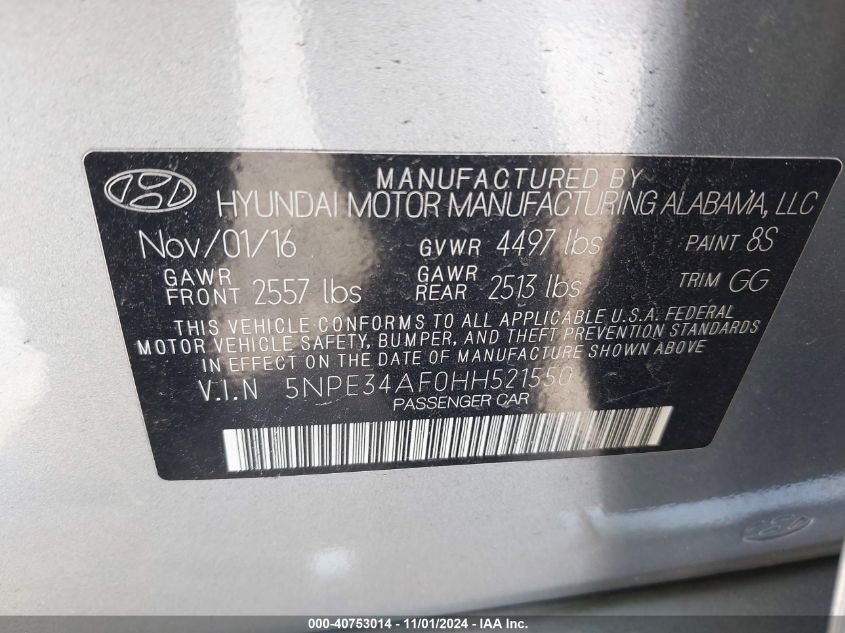 MANUFACTURED BY
HYUNDAI MOTOR MANUFACTURING ALABAMA, LLC
Nov/01/16 GVWR 4497 lbs PAINT 8S
GAWR FRONT 2557 lbs GAWR REAR 2513 lbs TRIM GG
THIS VEHICLE CONFORMS TO ALL APPLICABLE U.S.A. FEDERAL
MOTOR VEHICLE SAFETY, BUMPER, AND THEFT PREVENTION STANDARDS
IN EFFECT ON THE DATE OF MANUFACTURE SHOWN ABOVE
V.I.N 5NPE34AF0HH521550
PASSENGER CAR
000-40753014 - 11/01/2024 - IAA Inc.